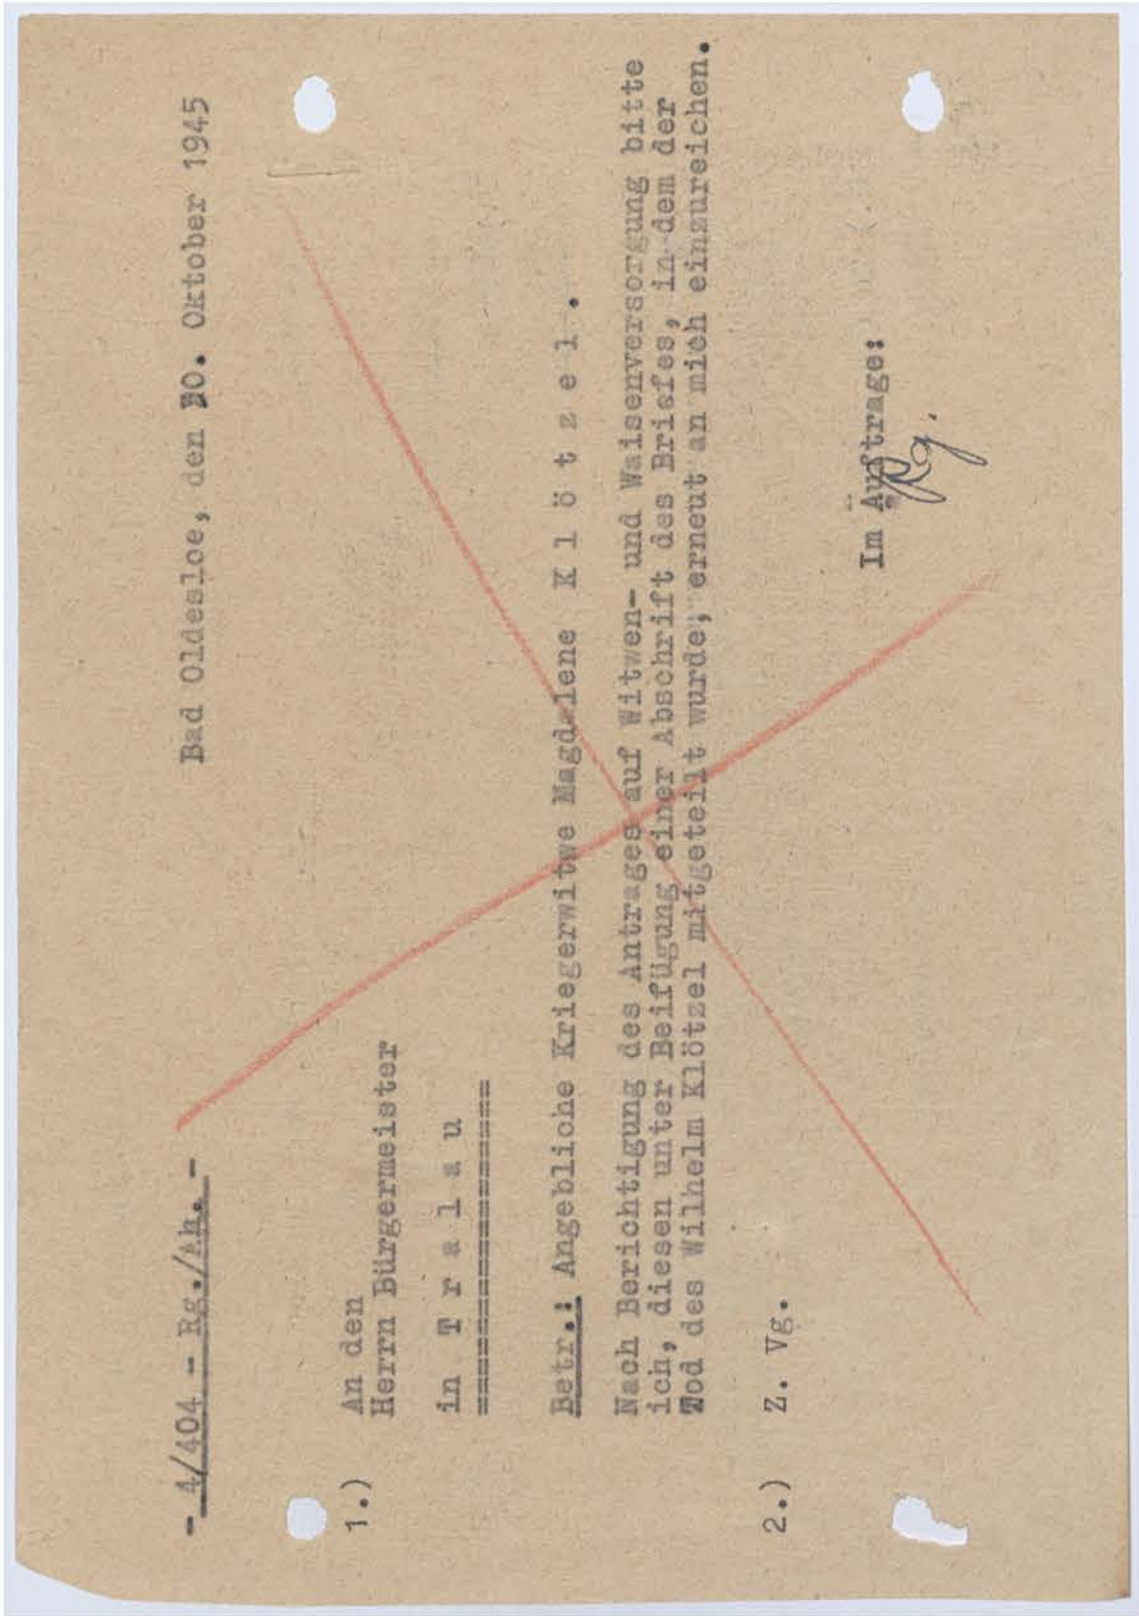 - 4/404 - Rg./Ah. -
Bad Oldesloe, den 20. Oktober 1945
1.) An den
Herrn Bürgermeister
in T r a l a u
==================
Betr.: Angebliche Kriegerwitwe Magdalene K l ö t z e l .
Nach Berichtigung des Antrages auf Witwen- und Waisenversorgung bitte
ich, diesen unter Beifügung einer Abschrift des Briefes, in dem der
Tod des Wilhelm Klötzel mitgeteilt wurde, erneut an mich einzureichen.
2.) Z. Vg.
Im Auftrage:
Rg.